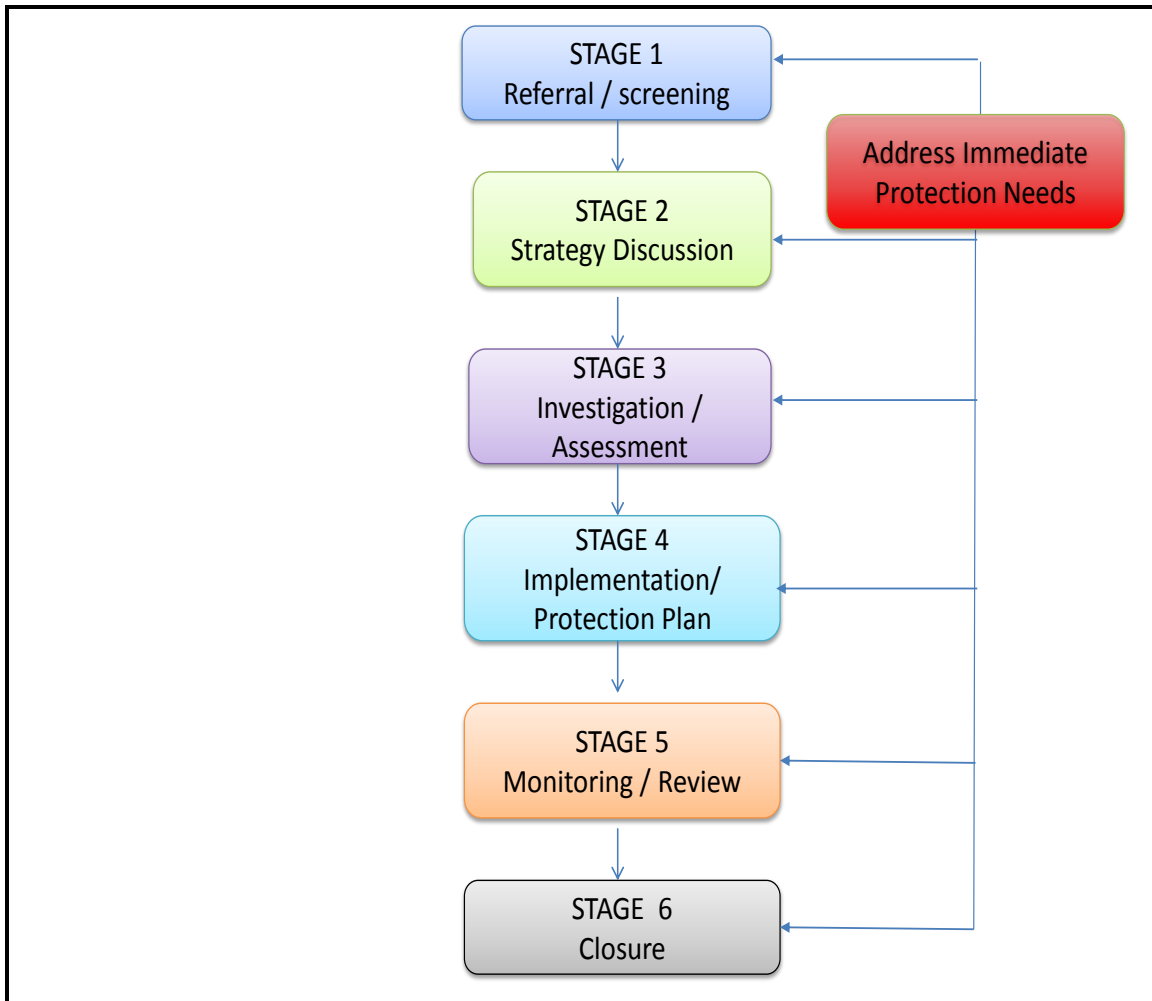 STAGE 1
Referral / screening
Address Immediate
Protection Needs
STAGE 2
Strategy Discussion
STAGE 3
Investigation /
Assessment
STAGE 4
Implementation/
Protection Plan
STAGE 5
Monitoring / Review
STAGE  6
Closure